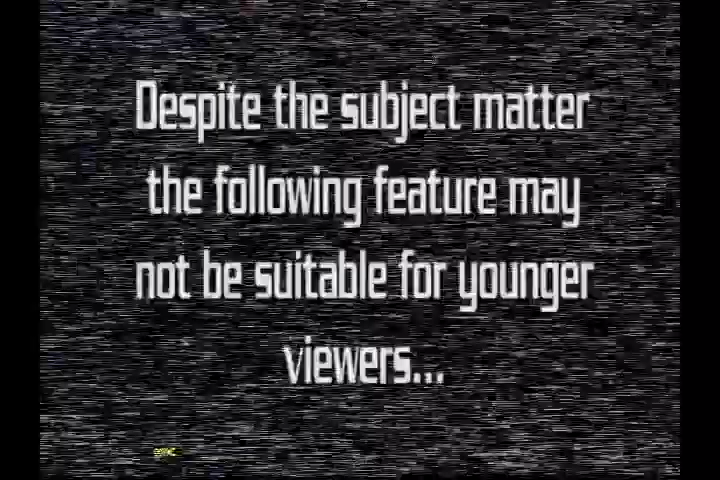 Despite the subject matter
the following feature may
not be suitable for younger
viewers...